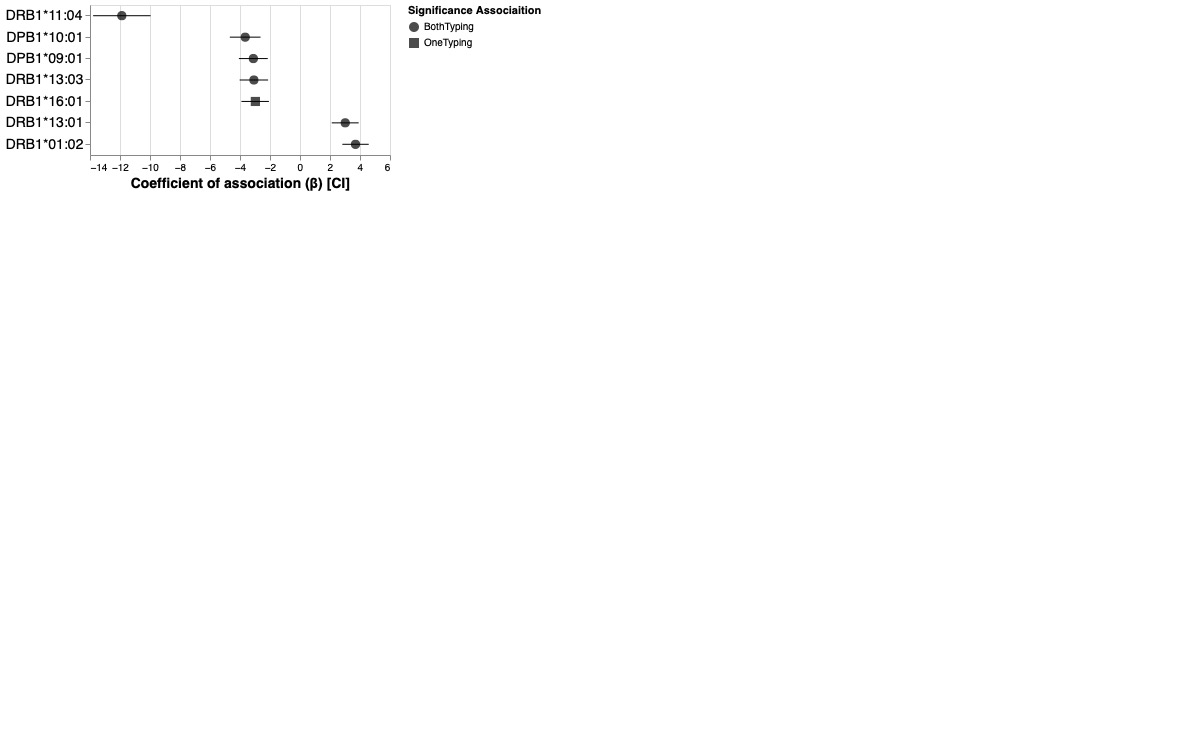 DRB1*11:04
DPB1*10:01
DPB1*09:01
DRB1*13:03
DRB1*16:01
DRB1*13:01
DRB1*01:02
−14 −12 −10 −8 −6 −4 −2 0 2 4 6
Coefficient of association (β) [CI]
Significance Associaition
BothTyping
OneTyping